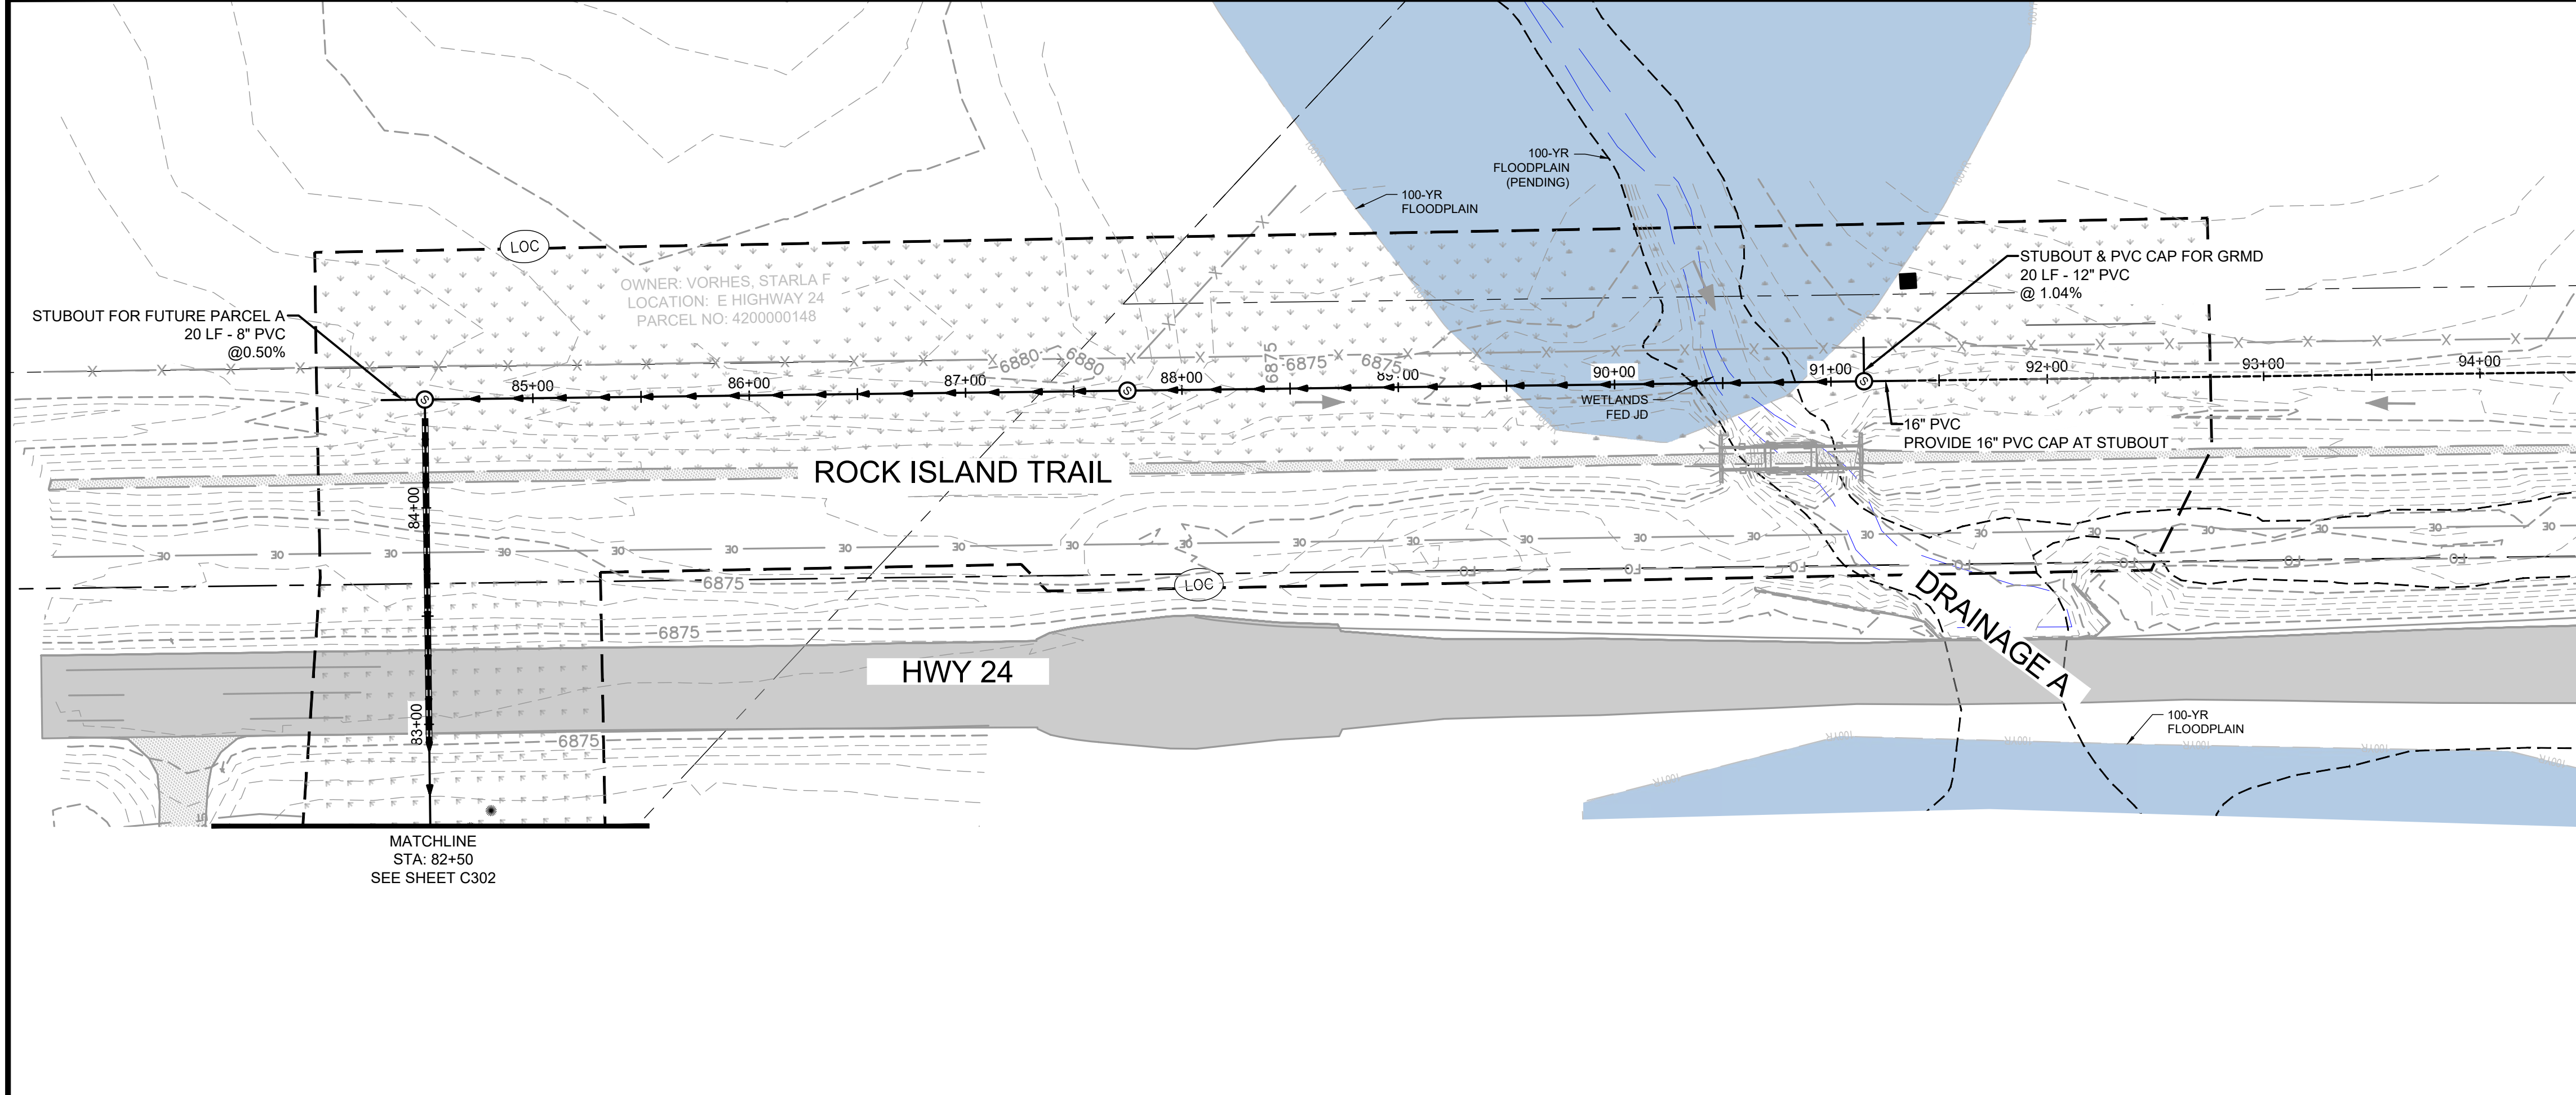 100-YR
FLOODPLAIN
(PENDING)
100-YR
FLOODPLAIN
LOC
OWNER: VORHES, STARLA F
LOCATION: E HIGHWAY 24
PARCEL NO: 4200000148
STUBOUT & PVC CAP FOR GRMD
20 LF - 12" PVC
@ 1.04%
STUBOUT FOR FUTURE PARCEL A
20 LF - 8" PVC
@0.50%
6880
6880
6875
6875
6875
85+00
86+00
87+00
88+00
89+00
90+00
91+00
92+00
93+00
94+00
S
S
S
WETLANDS
FED JD
16" PVC
PROVIDE 16" PVC CAP AT STUBOUT
ROCK ISLAND TRAIL
84+00
LOC
6875
6875
DRAINAGE A
HWY 24
83+00
6875
100-YR
FLOODPLAIN
MATCHLINE
STA: 82+50
SEE SHEET C302